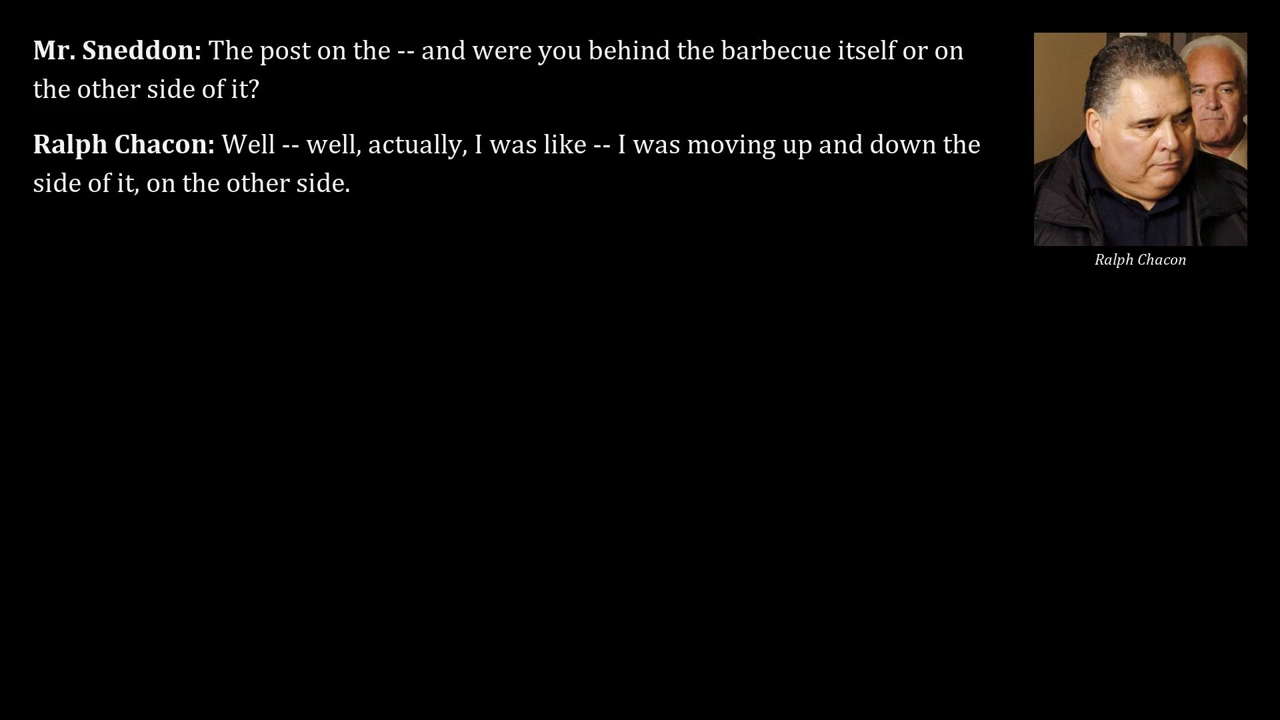 Mr. Sneddon: The post on the -- and were you behind the barbecue itself or on
the other side of it?
Ralph Chacon: Well -- well, actually, I was like -- I was moving up and down the
side of it, on the other side.
Ralph Chacon